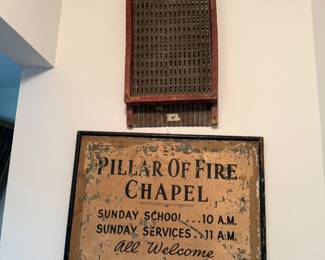 PILLAR OF FIRE
CHAPEL
SUNDAY SCHOOL...10 A.M.
SUNDAY SERVICES..11 A.M.
All Welcome